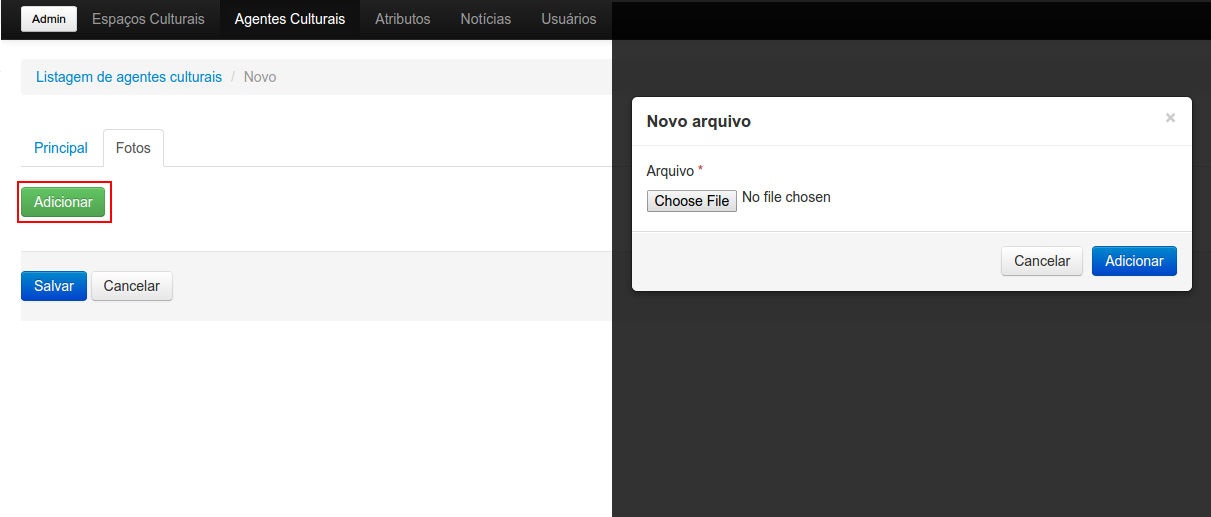 Admin Espaços Culturais Agentes Culturais Atributos Notícias Usuários
Listagem de agentes culturais / Novo
Principal Fotos
Adicionar
Salvar Cancelar
Novo arquivo ×
Arquivo *
Choose File No file chosen
Cancelar Adicionar